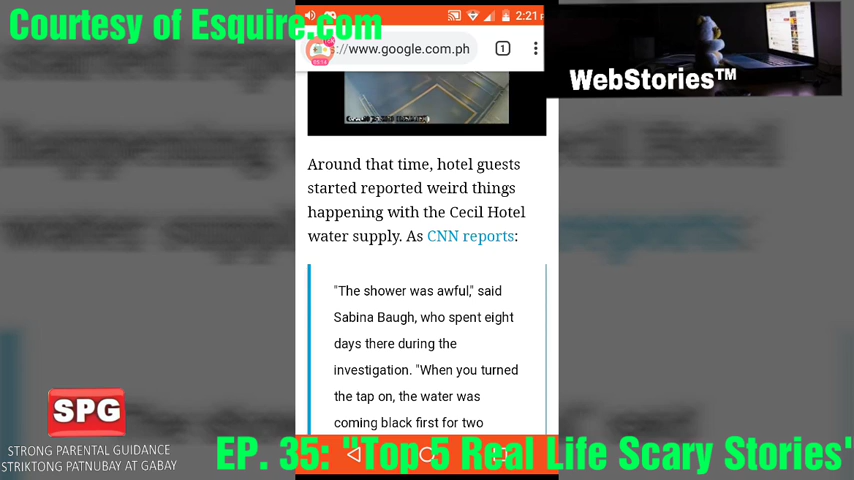 Courtesy of Esquire.com
2:21
://www.google.com.ph
1
WebStories™
Around that time, hotel guests
started reported weird things
happening with the Cecil Hotel
water supply. As CNN reports:
"The shower was awful," said
Sabina Baugh, who spent eight
days there during the
investigation. "When you turned
the tap on, the water was
coming black first for two
SPG
STRONG PARENTAL GUIDANCE
STRIKTONG PATNUBAY AT GABAY
EP. 35: "Top 5 Real Life Scary Stories"